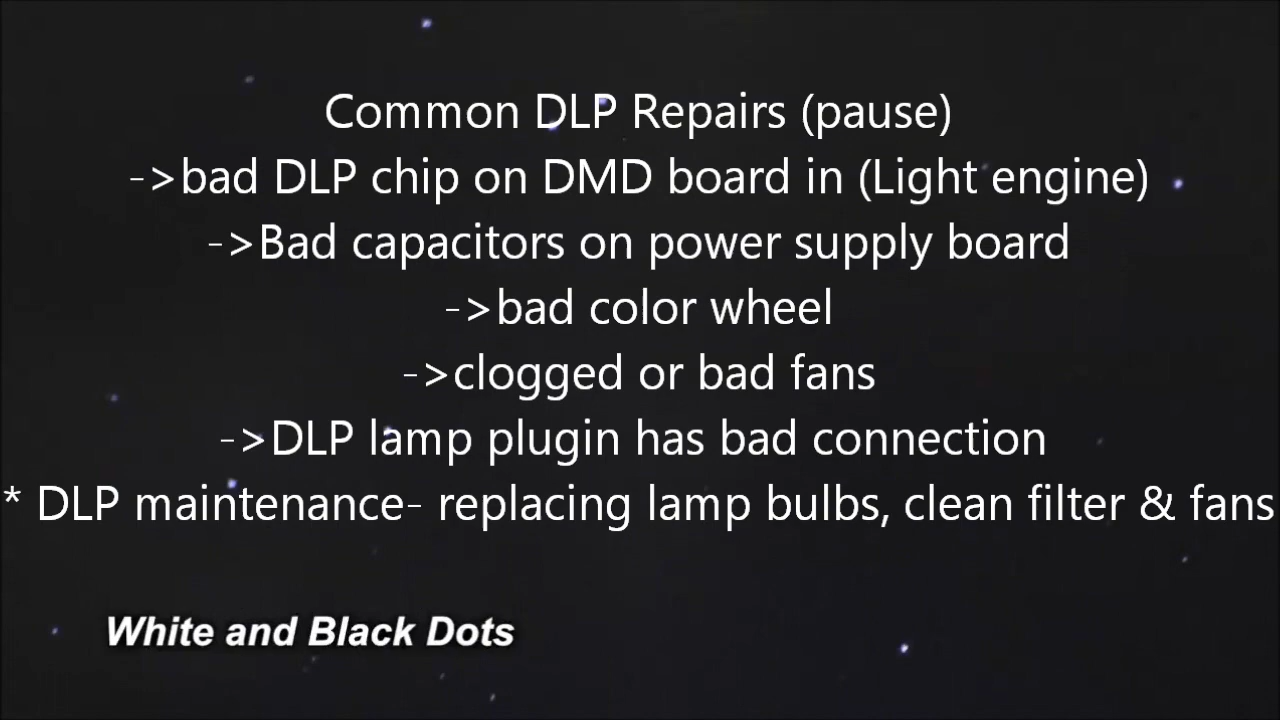 Common DLP Repairs (pause)
->bad DLP chip on DMD board in (Light engine)
->Bad capacitors on power supply board
->bad color wheel
->clogged or bad fans
->DLP lamp plugin has bad connection
* DLP maintenance- replacing lamp bulbs, clean filter & fans
White and Black Dots